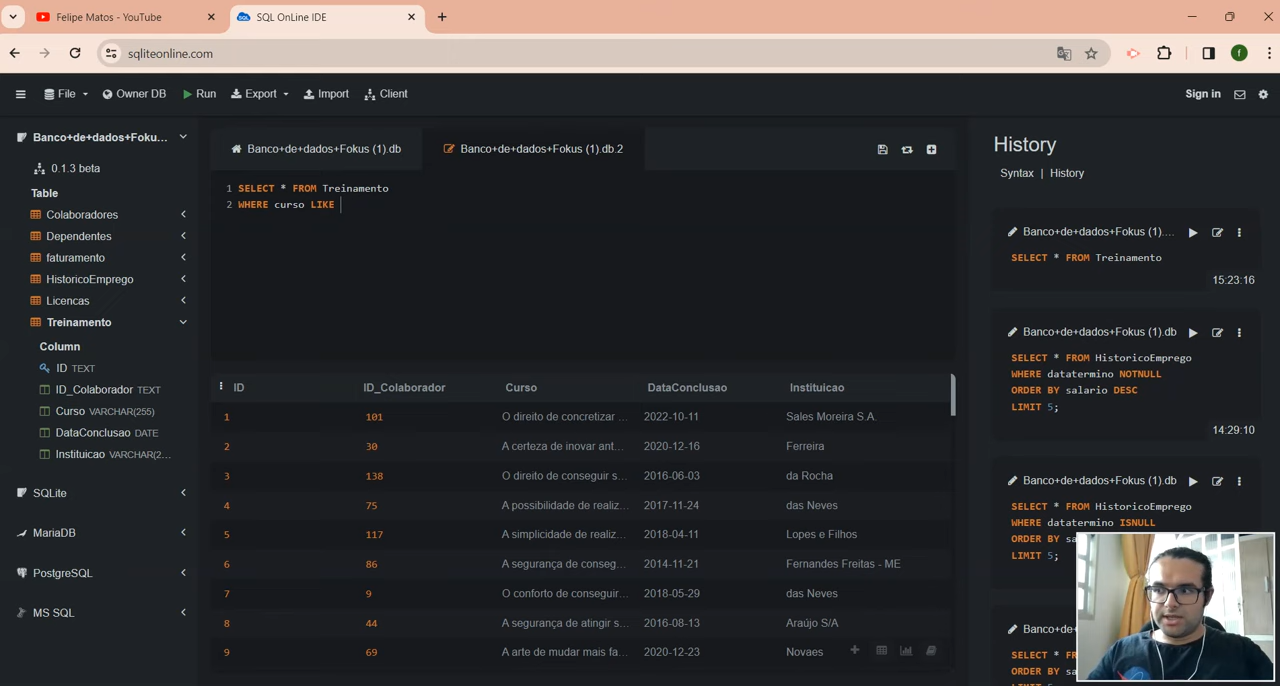 Felipe Matos - YouTube
SQL OnLine IDE
sqliteonline.com
f
File
Owner DB
Run
Export
Import
Client
Sign in
Banco+de+dados+Foku...
0.1.3 beta
Table
Colaboradores
Dependentes
faturamento
HistoricoEmprego
Licencas
Treinamento
Column
ID TEXT
ID_Colaborador TEXT
Curso VARCHAR(255)
DataConclusao DATE
Instituicao VARCHAR(2...
SQLite
MariaDB
PostgreSQL
MS SQL
Banco+de+dados+Fokus (1).db
Banco+de+dados+Fokus (1).db.2
1 SELECT * FROM Treinamento
2 WHERE curso LIKE
ID ID_Colaborador Curso DataConclusao Instituicao
1 101 O direito de concretizar ... 2022-10-11 Sales Moreira S.A.
2 30 A certeza de inovar ant... 2020-12-16 Ferreira
3 138 O direito de conseguir s... 2016-06-03 da Rocha
4 75 A possibilidade de realiz... 2017-11-24 das Neves
5 117 A simplicidade de realiz... 2018-04-11 Lopes e Filhos
6 86 A segurança de conseg... 2014-11-21 Fernandes Freitas - ME
7 9 O conforto de conseguir... 2018-05-29 das Neves
8 44 A segurança de atingir s... 2016-08-13 Araújo S/A
9 69 A arte de mudar mais fa... 2020-12-23 Novaes
History
Syntax | History
Banco+de+dados+Fokus (1)....
SELECT * FROM Treinamento
15:23:16
Banco+de+dados+Fokus (1).db
SELECT * FROM HistoricoEmprego
WHERE datatermino NOTNULL
ORDER BY salario DESC
LIMIT 5;
14:29:10
Banco+de+dados+Fokus (1).db
SELECT * FROM HistoricoEmprego
WHERE datatermino ISNULL
ORDER BY sa
LIMIT 5;
Banco+de
SELECT * F
ORDER BY sa